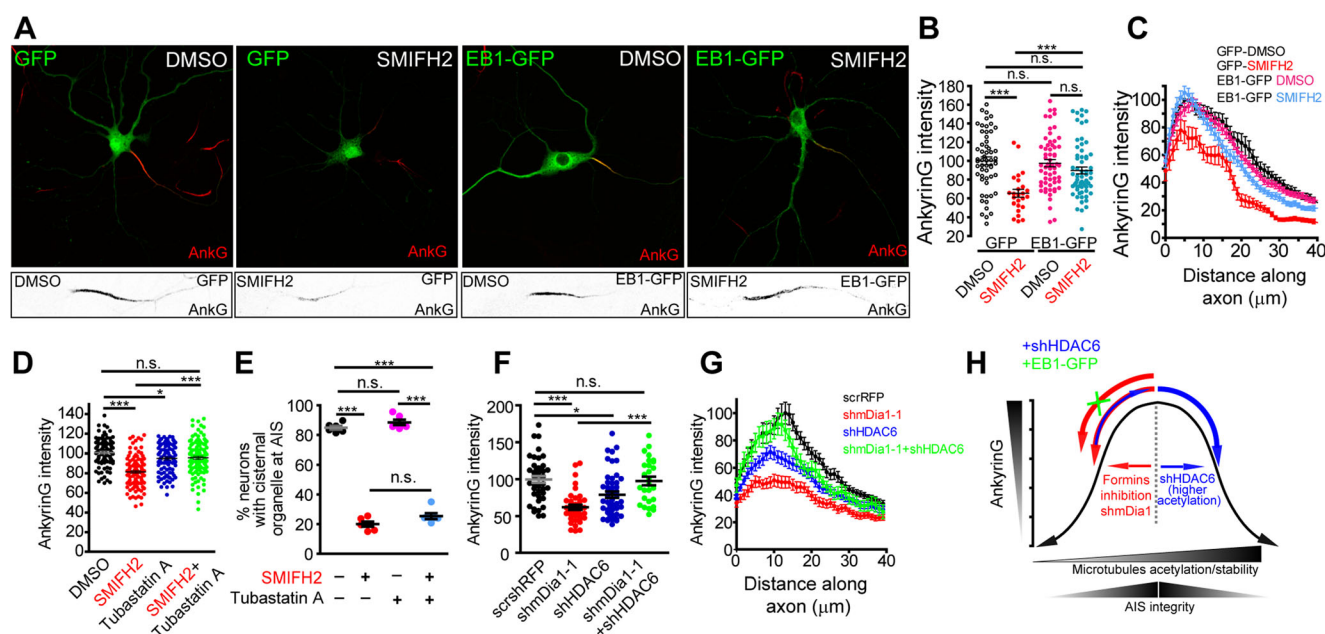 A
GFP DMSO
AnkG
GFP SMIFH2
AnkG
EB1-GFP DMSO
AnkG
EB1-GFP SMIFH2
AnkG
DMSO GFP
AnkG
SMIFH2 GFP
AnkG
DMSO EB1-GFP
AnkG
SMIFH2 EB1-GFP
AnkG
B
***
n.s.
n.s.
*** n.s.
AnkyrinG intensity
180
160
140
120
100
80
60
40
20
GFP EB1-GFP
DMSO
SMIFH2
DMSO
SMIFH2
C
GFP-DMSO
GFP-SMIFH2
EB1-GFP DMSO
EB1-GFP SMIFH2
AnkyrinG intensity
100
80
60
40
20
0
0 10 20 30 40
Distance along
axon (μm)
D
n.s.
***
*
***
AnkyrinG intensity
140
120
100
80
60
40
20
0
DMSO
SMIFH2
Tubastatin A
SMIFH2+
Tubastatin A
E
***
n.s.
*** ***
n.s.
% neurons
with cisternal
organelle at AIS
100
80
60
40
20
0
SMIFH2 – + – +
Tubastatin A – – + +
F
n.s.
***
*
***
AnkyrinG intensity
200
150
100
50
0
scrshRFP
shmDia1-1
shHDAC6
shmDia1-1
+shHDAC6
G
scrRFP
shmDia1-1
shHDAC6
shmDia1-1+shHDAC6
AnkyrinG intensity
100
80
60
40
20
0
0 10 20 30 40
Distance along
axon (μm)
H
+shHDAC6
+EB1-GFP
AnkyrinG
Formins
inhibition
shmDia1
shHDAC6
(higher
acetylation)
Microtubules acetylation/stability
AIS integrity